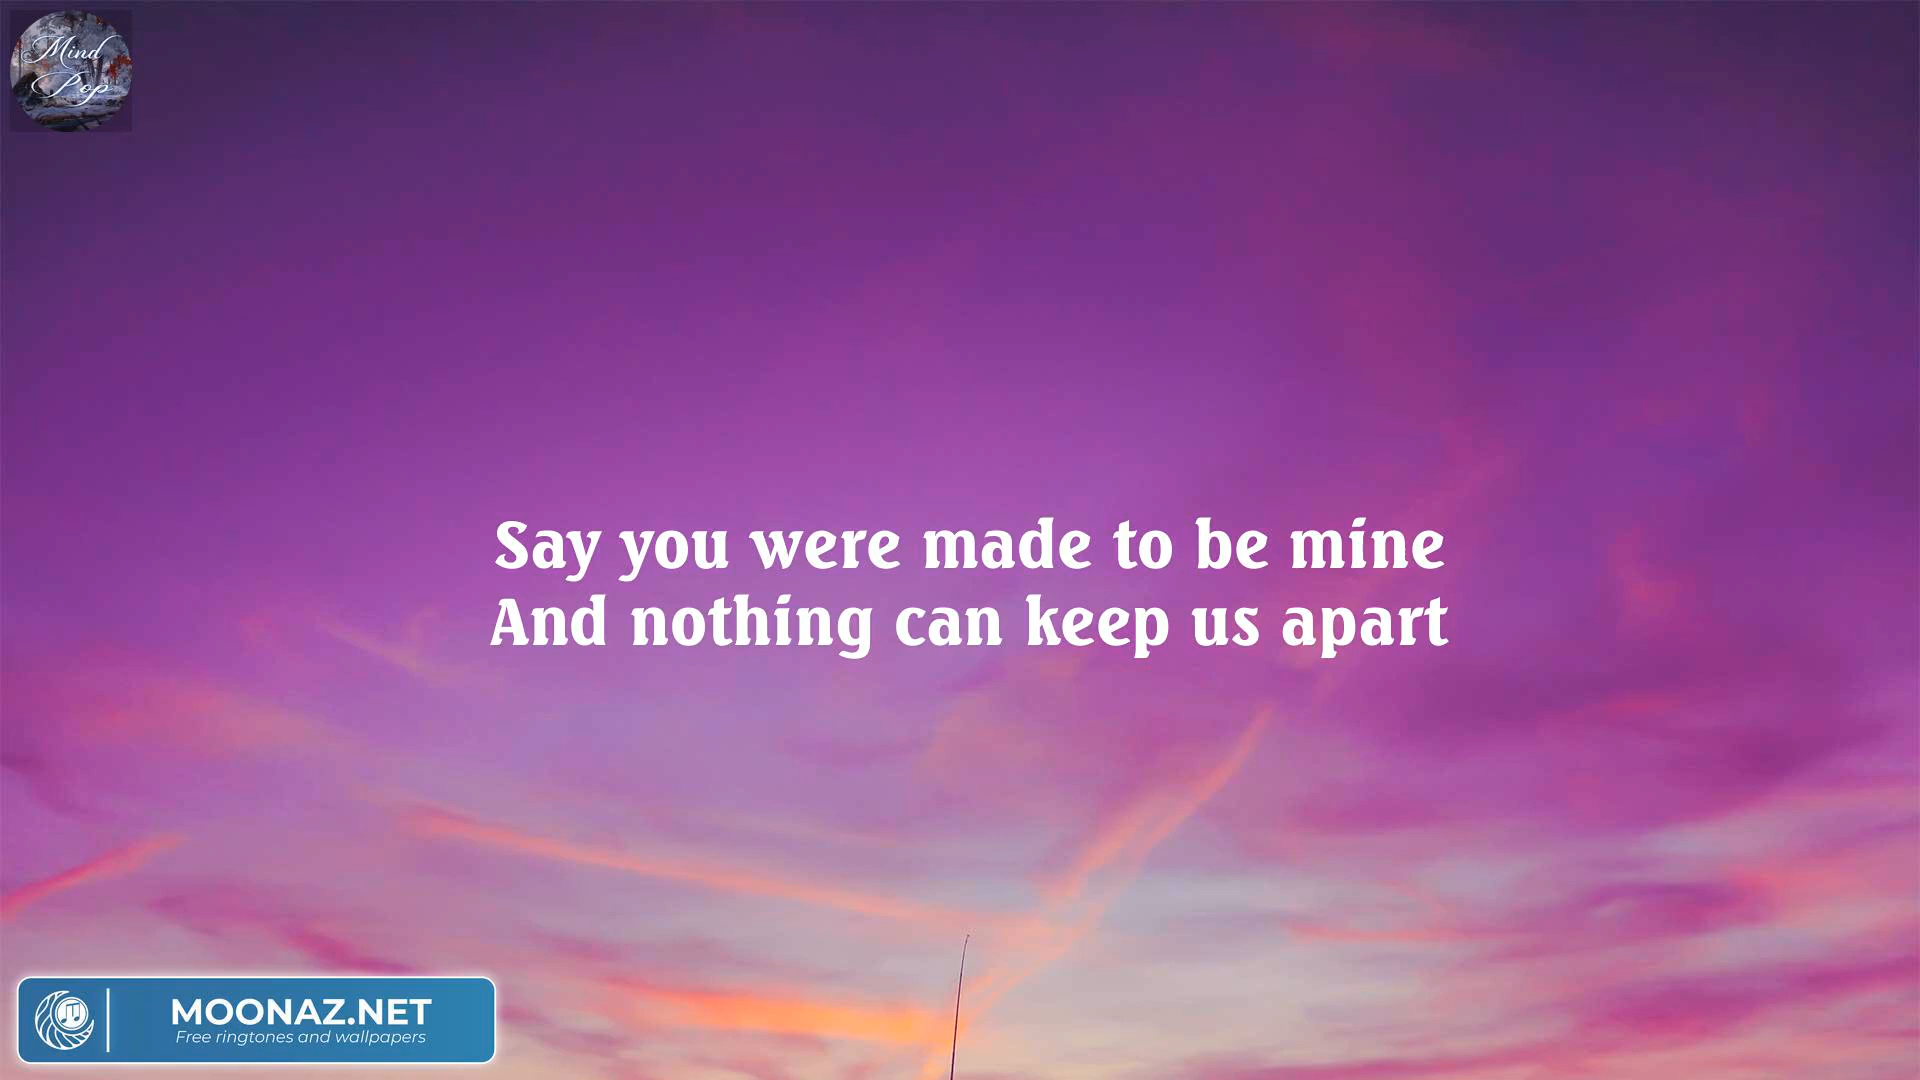 Mind
Pop
Say you were made to be mine
And nothing can keep us apart
MOONAZ.NET
Free ringtones and wallpapers